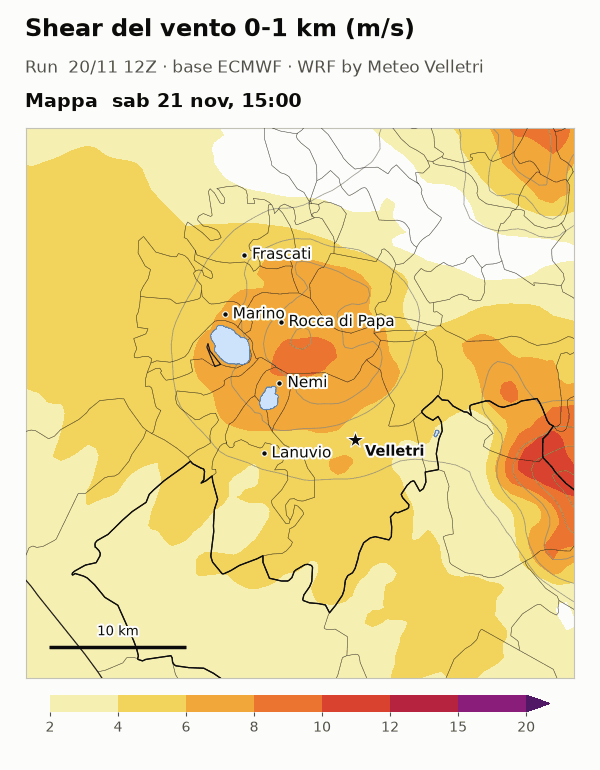 Shear del vento 0-1 km (m/s)
Run  20/11 12Z · base ECMWF · WRF by Meteo Velletri
Mappa  sab 21 nov, 15:00
Frascati
Marino
Rocca di Papa
Nemi
Velletri
Lanuvio
10 km
2 4 6 8 10 12 15 20